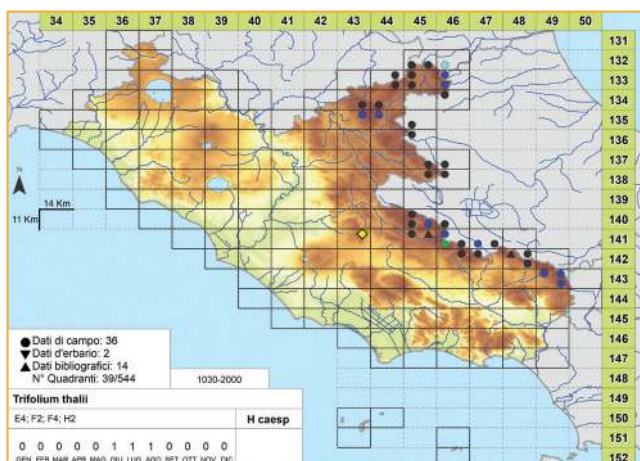 34 35 36 37 38 39 40 41 42 43 44 45 46 47 48 49 50
131
132
133
134
135
136
137
138
139
140
141
142
143
144
145
146
147
148
149
150
151
152
N
14 Km
11 Km
Dati di campo: 36
Dati d'erbario: 2
Dati bibliografici: 14
N° Quadranti: 39/544
1030-2000
Trifolium thalii
E4; F2; F4; H2
H caesp
0 0 0 0 0 1 1 1 0 0 0 0
GEN FEB MAR APR MAG GIU LUG AGO SET OTT NOV DIC